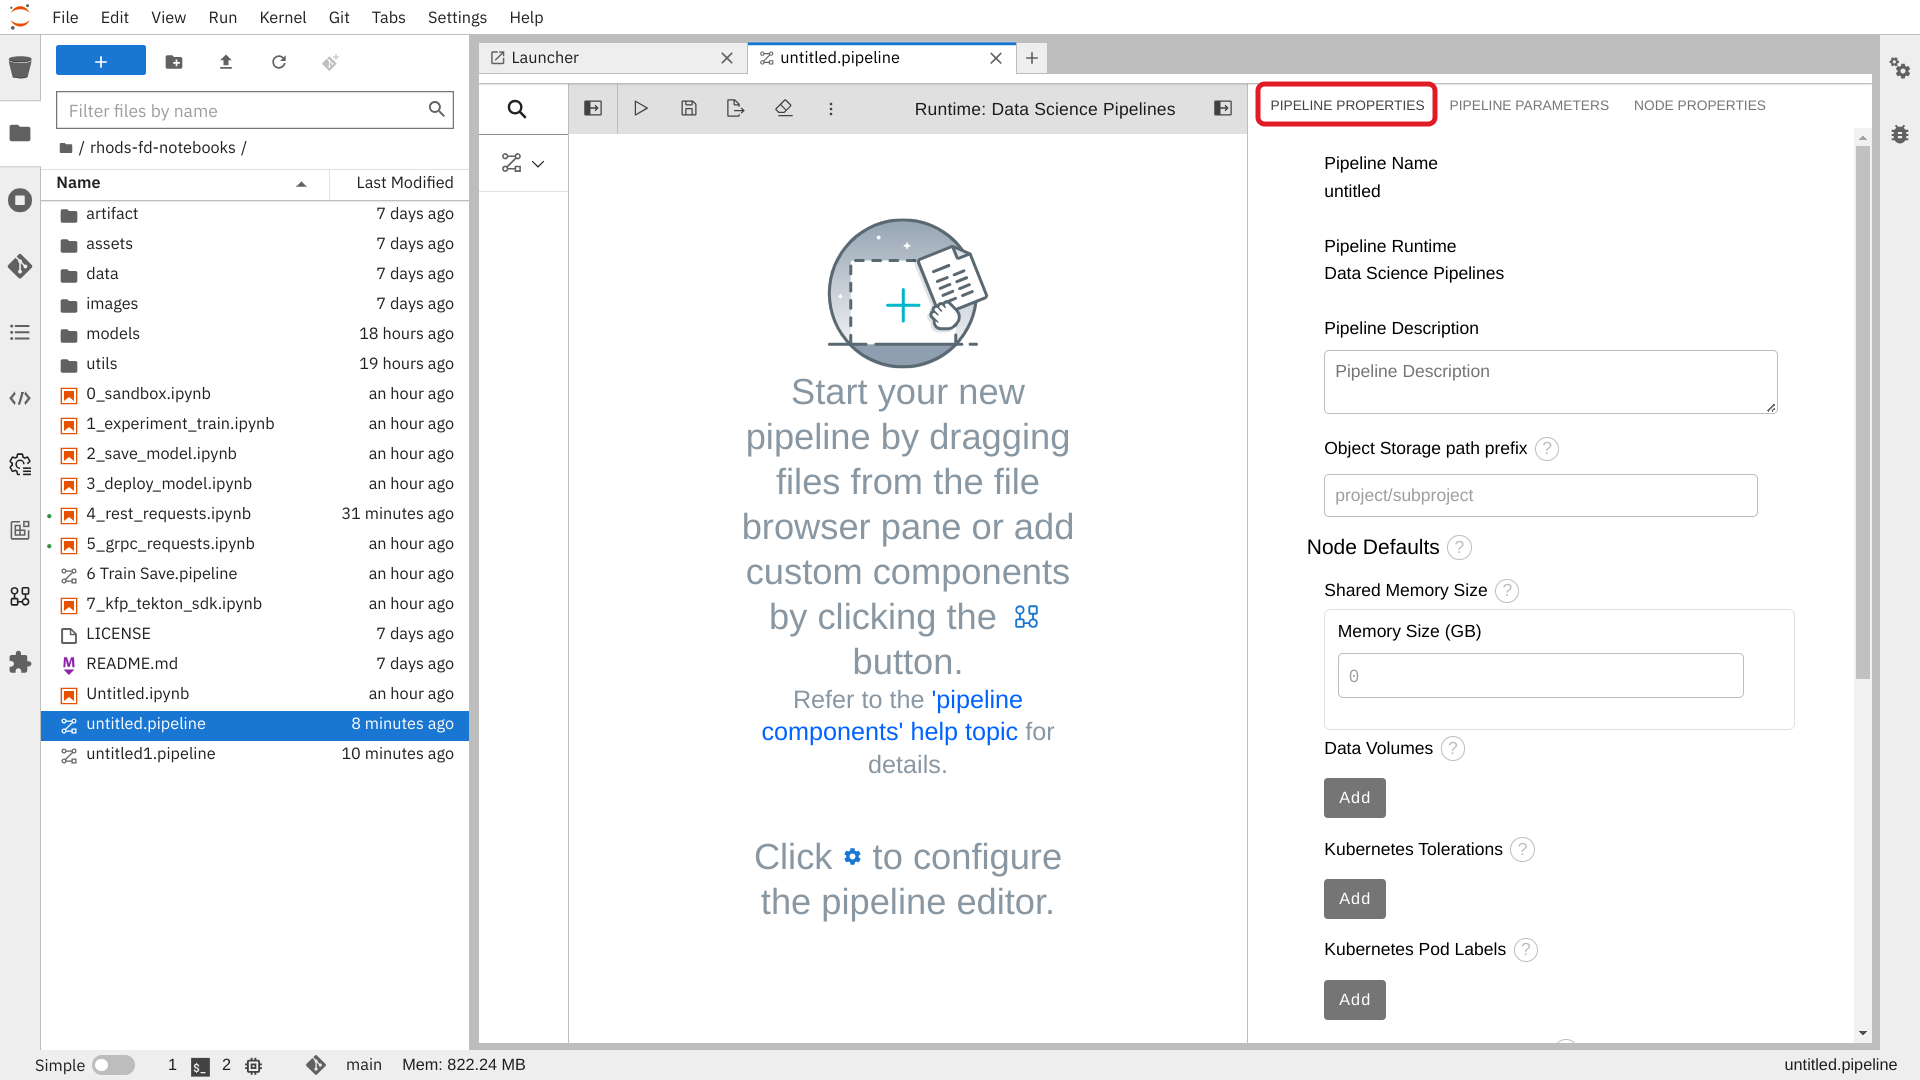 File Edit View Run Kernel Git Tabs Settings Help
Launcher
untitled.pipeline
Filter files by name
/ rhods-fd-notebooks /
Name Last Modified
artifact 7 days ago
assets 7 days ago
data 7 days ago
images 7 days ago
models 18 hours ago
utils 19 hours ago
0_sandbox.ipynb an hour ago
1_experiment_train.ipynb an hour ago
2_save_model.ipynb an hour ago
3_deploy_model.ipynb an hour ago
4_rest_requests.ipynb 31 minutes ago
5_grpc_requests.ipynb an hour ago
6 Train Save.pipeline an hour ago
7_kfp_tekton_sdk.ipynb an hour ago
LICENSE 7 days ago
README.md 7 days ago
Untitled.ipynb an hour ago
untitled.pipeline 8 minutes ago
untitled1.pipeline 10 minutes ago
Runtime: Data Science Pipelines
Start your new
pipeline by dragging
files from the file
browser pane or add
custom components
by clicking the
button.
Refer to the 'pipeline
components' help topic for
details.
Click to configure
the pipeline editor.
PIPELINE PROPERTIES PIPELINE PARAMETERS NODE PROPERTIES
Pipeline Name
untitled
Pipeline Runtime
Data Science Pipelines
Pipeline Description
Pipeline Description
Object Storage path prefix ?
project/subproject
Node Defaults ?
Shared Memory Size ?
Memory Size (GB)
0
Data Volumes ?
Add
Kubernetes Tolerations ?
Add
Kubernetes Pod Labels ?
Add
Simple 1 $_ 2 main Mem: 822.24 MB
untitled.pipeline